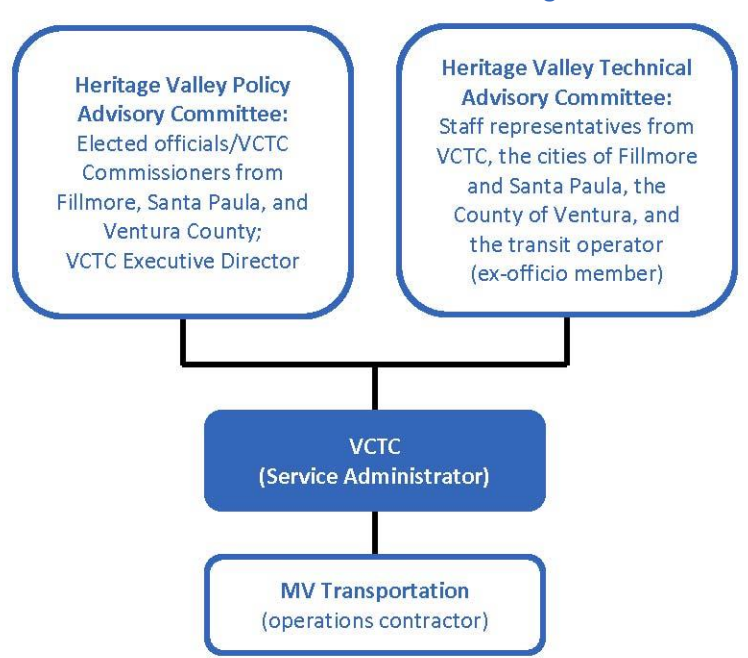 Heritage Valley Policy
Advisory Committee:
Elected officials/VCTC
Commissioners from
Fillmore, Santa Paula, and
Ventura County;
VCTC Executive Director
Heritage Valley Technical
Advisory Committee:
Staff representatives from
VCTC, the cities of Fillmore
and Santa Paula, the
County of Ventura, and
the transit operator
(ex-officio member)
VCTC
(Service Administrator)
MV Transportation
(operations contractor)